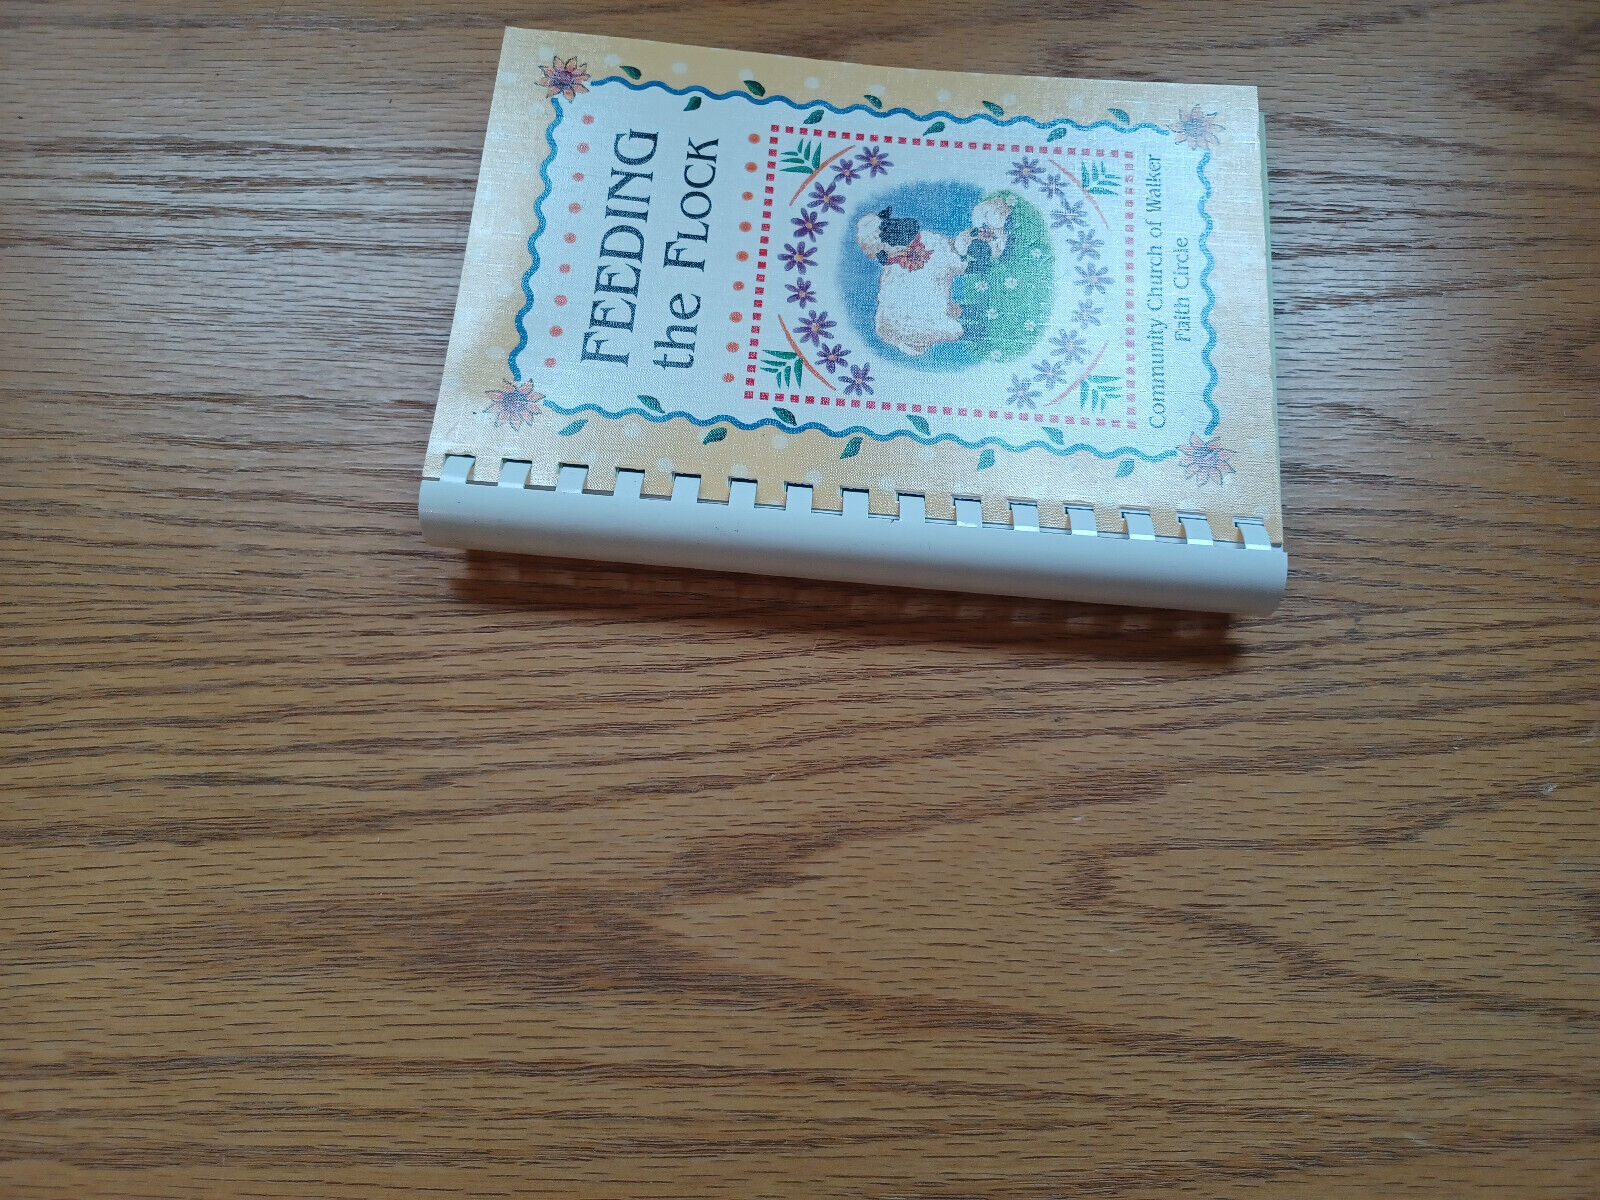 FEEDING
the FLOCK
Community Church of Walker
Faith Circle